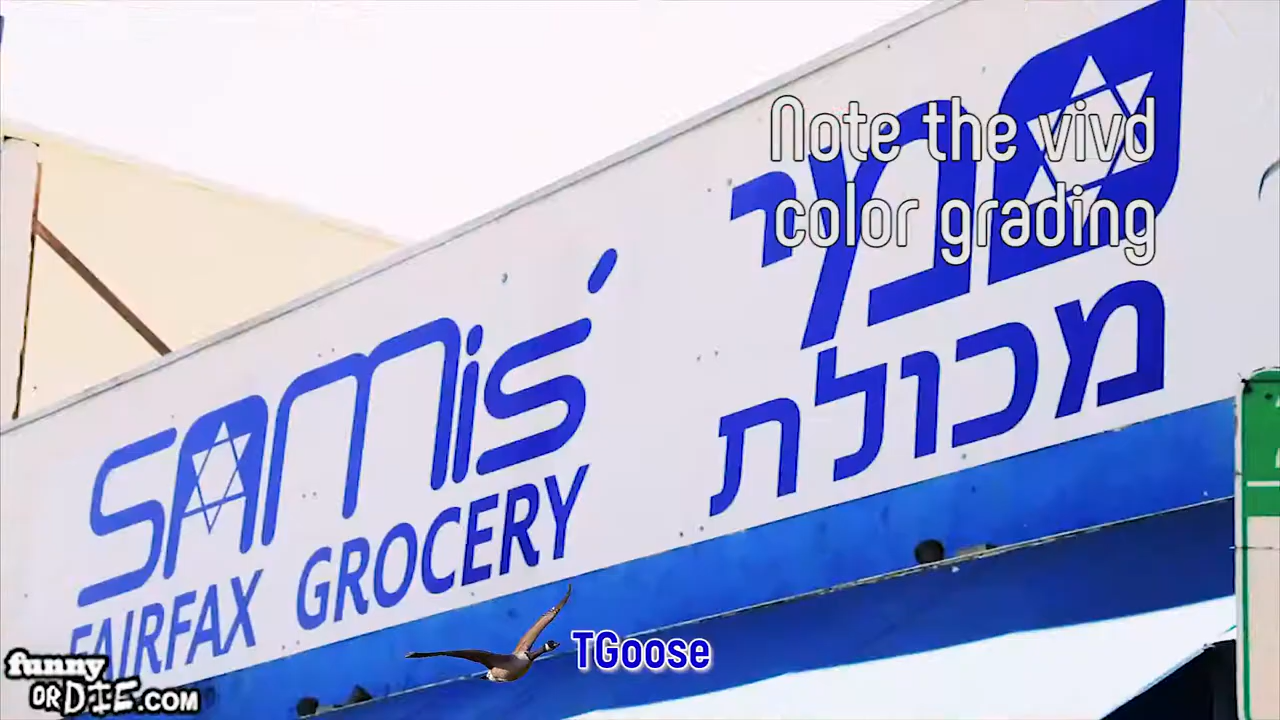 Note the vivd
color grading
סמי
מכולת
SAMis'
FAIRFAX GROCERY
TGoose
funny
OR DIE.COM